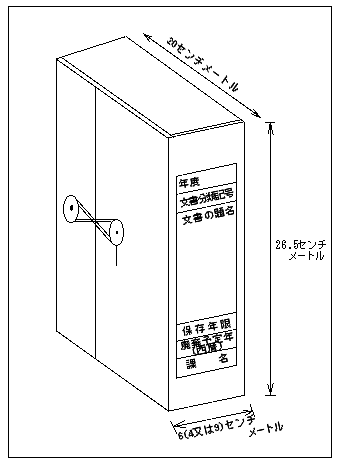 20センチメートル
年度
文書分類記号
文書の題名
26.5センチ
メートル
保存年限
廃棄予定年
(西暦)
課 名
6(4又は9)センチ
メートル